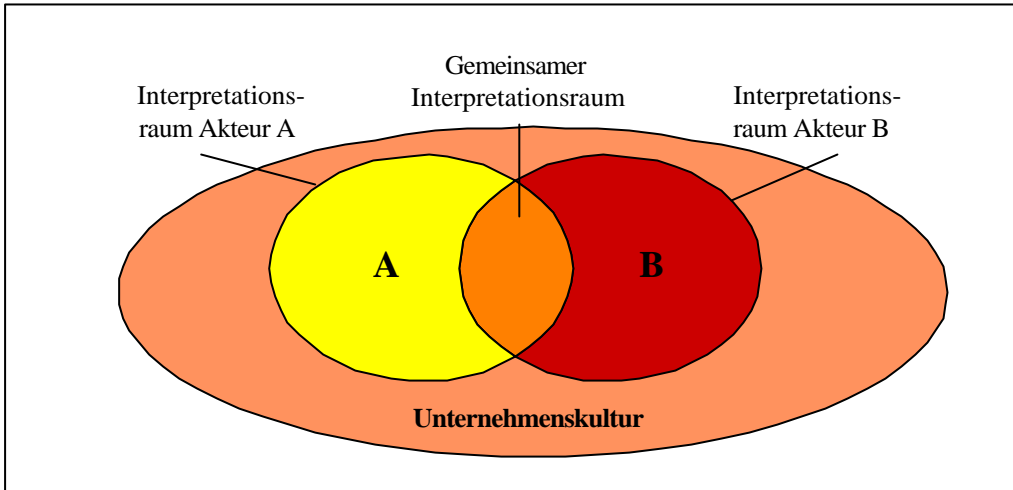 Interpretations-
raum Akteur A
Gemeinsamer
Interpretationsraum
Interpretations-
raum Akteur B
A
B
Unternehmenskultur